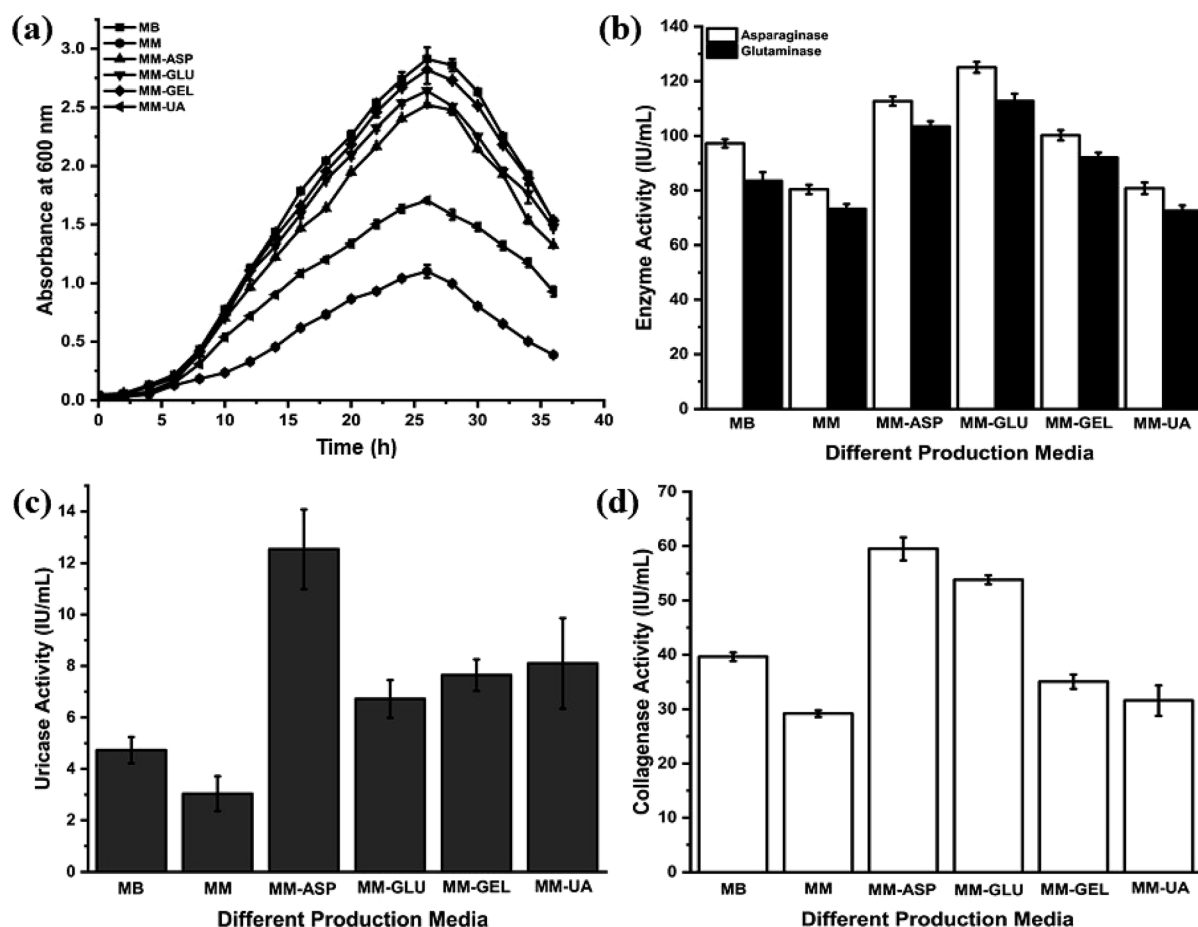 (a)
MB
MM
MM-ASP
MM-GLU
MM-GEL
MM-UA
3.0
2.5
2.0
1.5
1.0
0.5
0.0
Absorbance at 600 nm
0 5 10 15 20 25 30 35 40
Time (h)
(b)
Asparaginase
Glutaminase
140
120
100
80
60
40
20
0
Enzyme Activity (IU/mL)
MB MM MM-ASP MM-GLU MM-GEL MM-UA
Different Production Media
(c)
14
12
10
8
6
4
2
0
Uricase Activity (IU/mL)
MB MM MM-ASP MM-GLU MM-GEL MM-UA
Different Production Media
(d)
70
60
50
40
30
20
10
0
Collagenase Activity (IU/mL)
MB MM MM-ASP MM-GLU MM-GEL MM-UA
Different Production Media